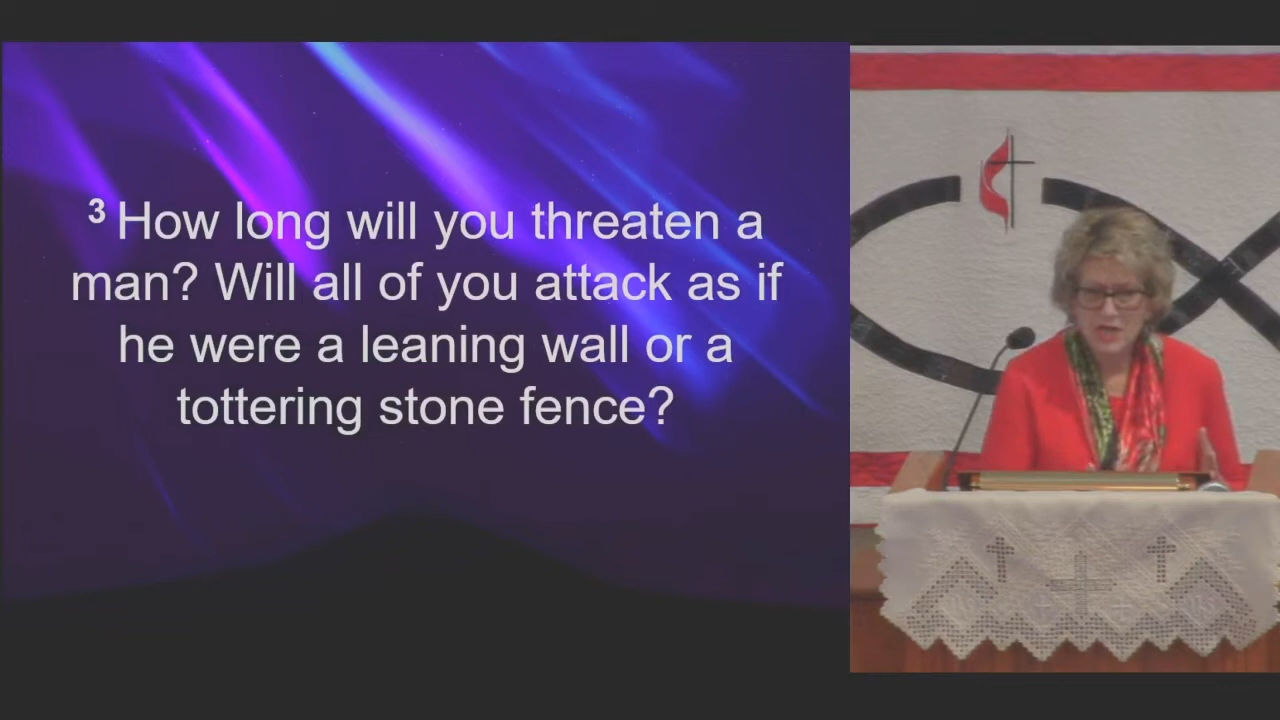 3 How long will you threaten a
man? Will all of you attack as if
he were a leaning wall or a
tottering stone fence?